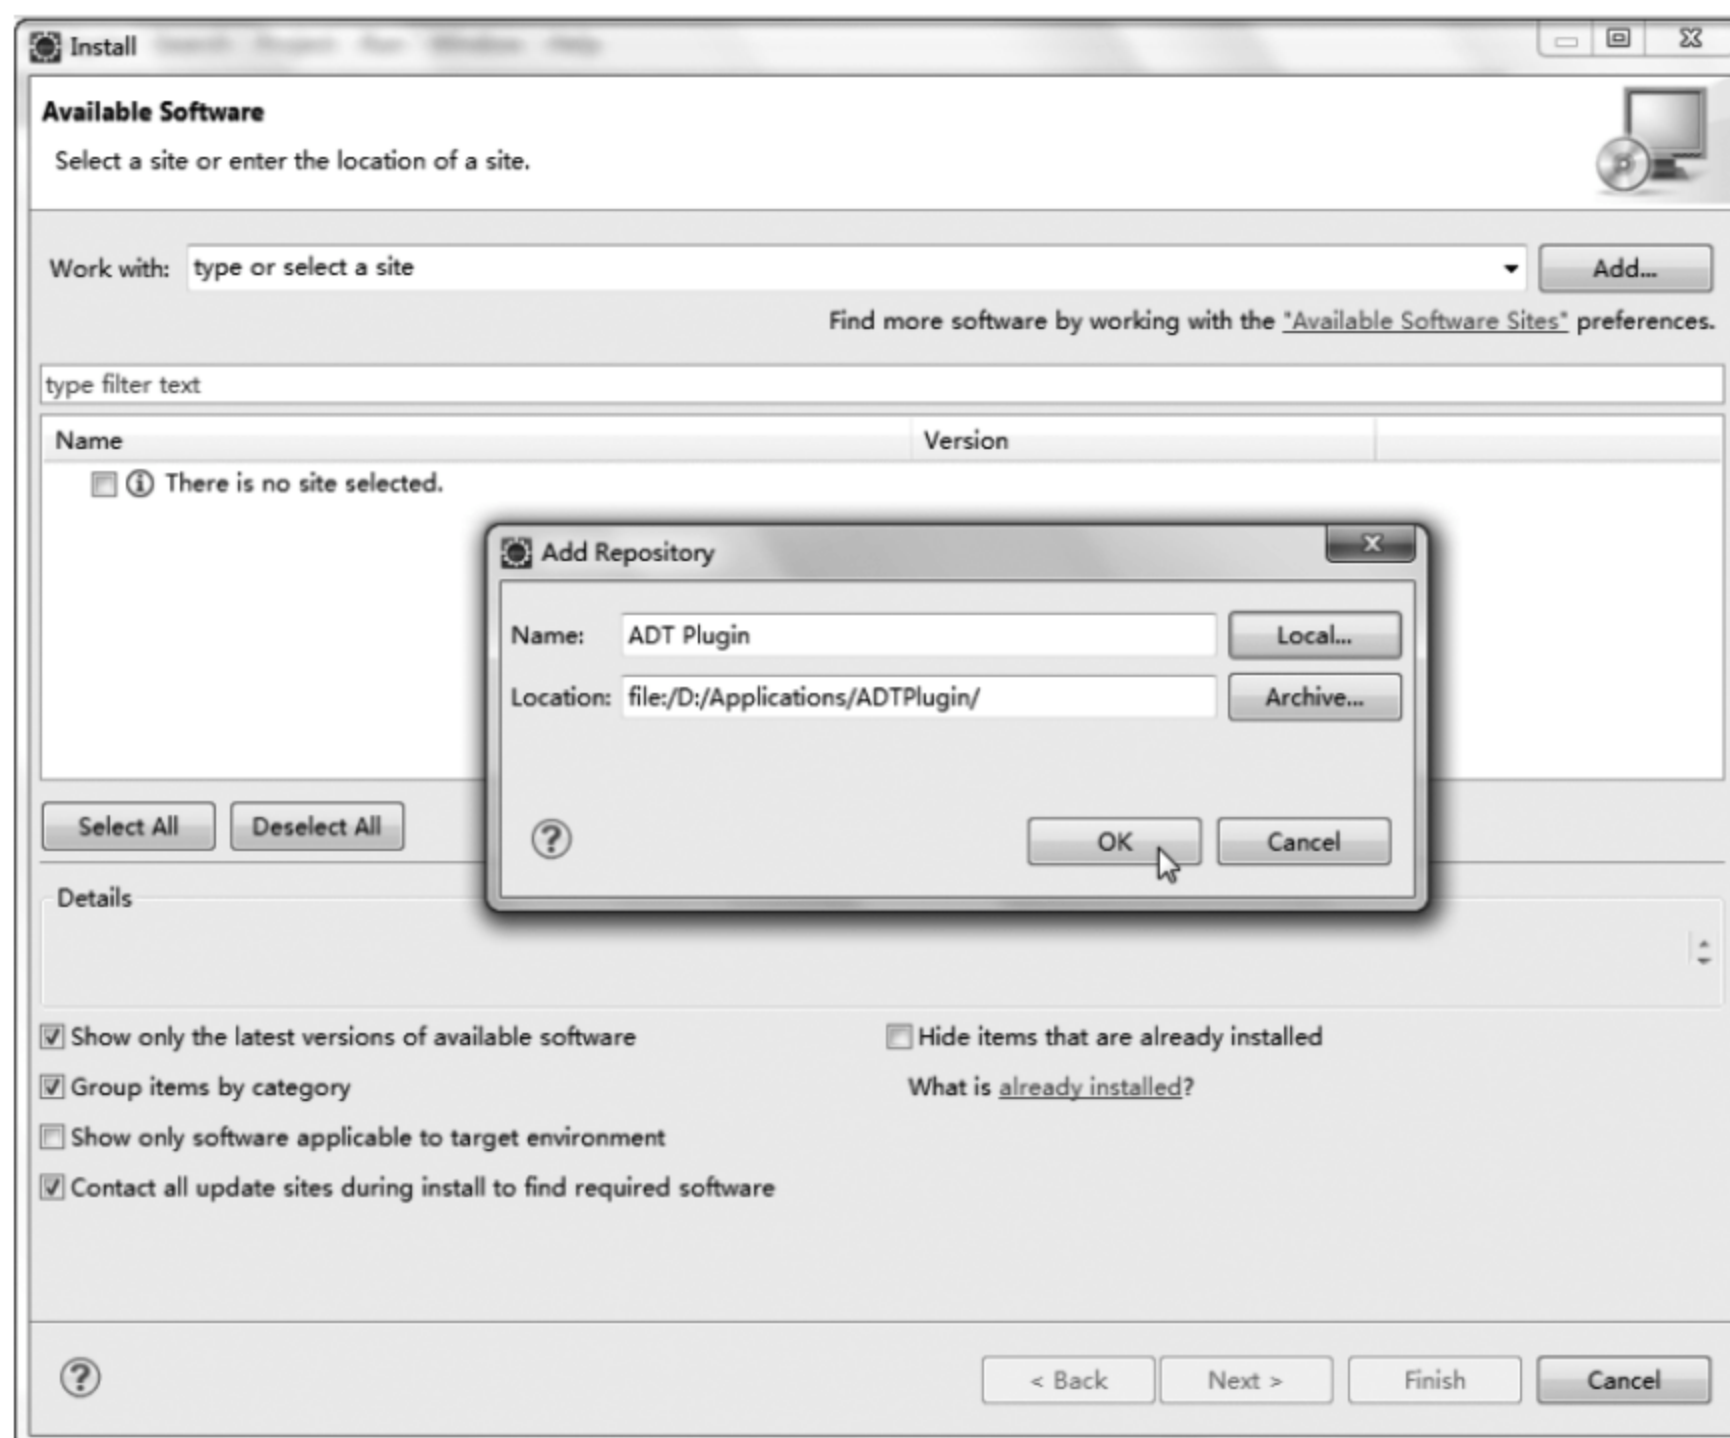 Install
Available Software
Select a site or enter the location of a site.
Work with: type or select a site Add...
Find more software by working with the "Available Software Sites" preferences.
type filter text
Name Version
There is no site selected.
Add Repository
Name: ADT Plugin Local...
Location: file:/D:/Applications/ADTPlugin/ Archive...
OK Cancel
Select All Deselect All
Details
Show only the latest versions of available software Hide items that are already installed
Group items by category What is already installed?
Show only software applicable to target environment
Contact all update sites during install to find required software
< Back Next > Finish Cancel